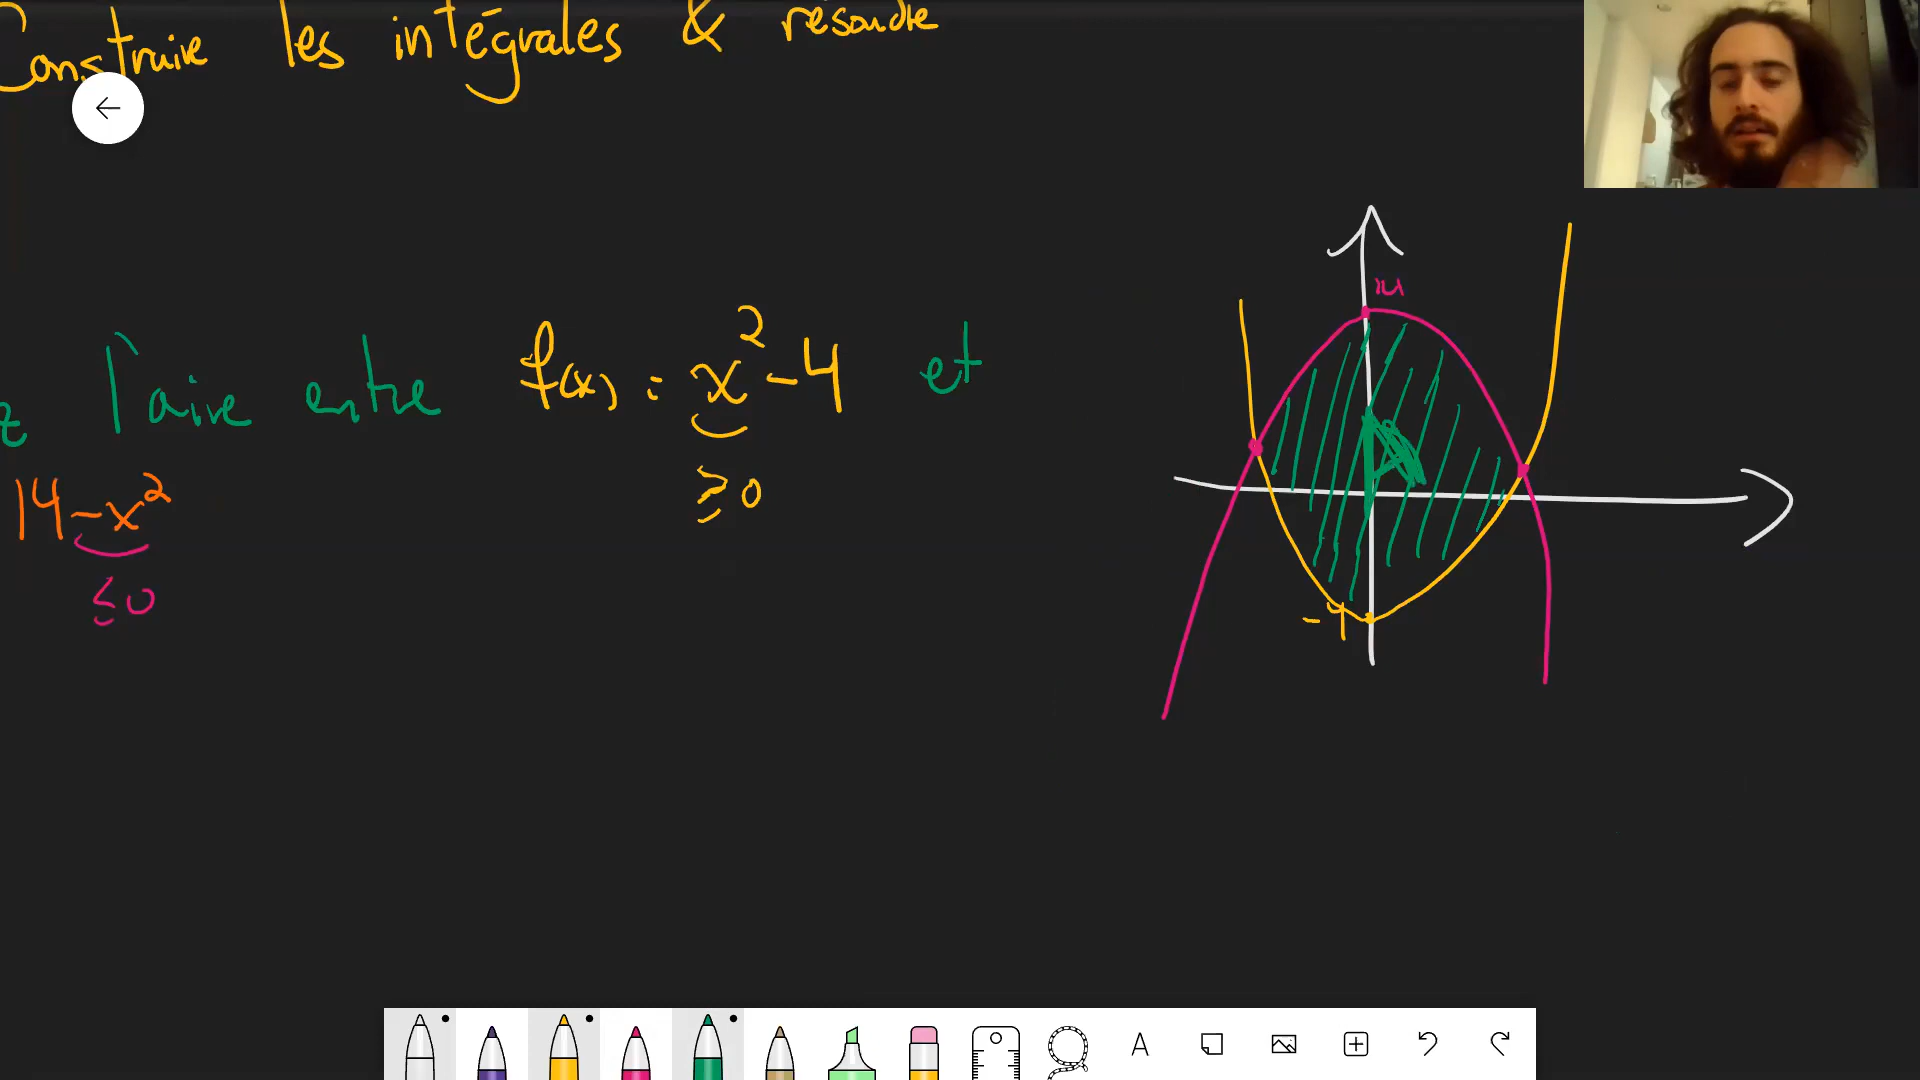 Construire les intégrales & résoudre
z l'aire entre f(x) = x² - 4 et
14 - x²
≥ 0
≤ 0
14
-4
A
A